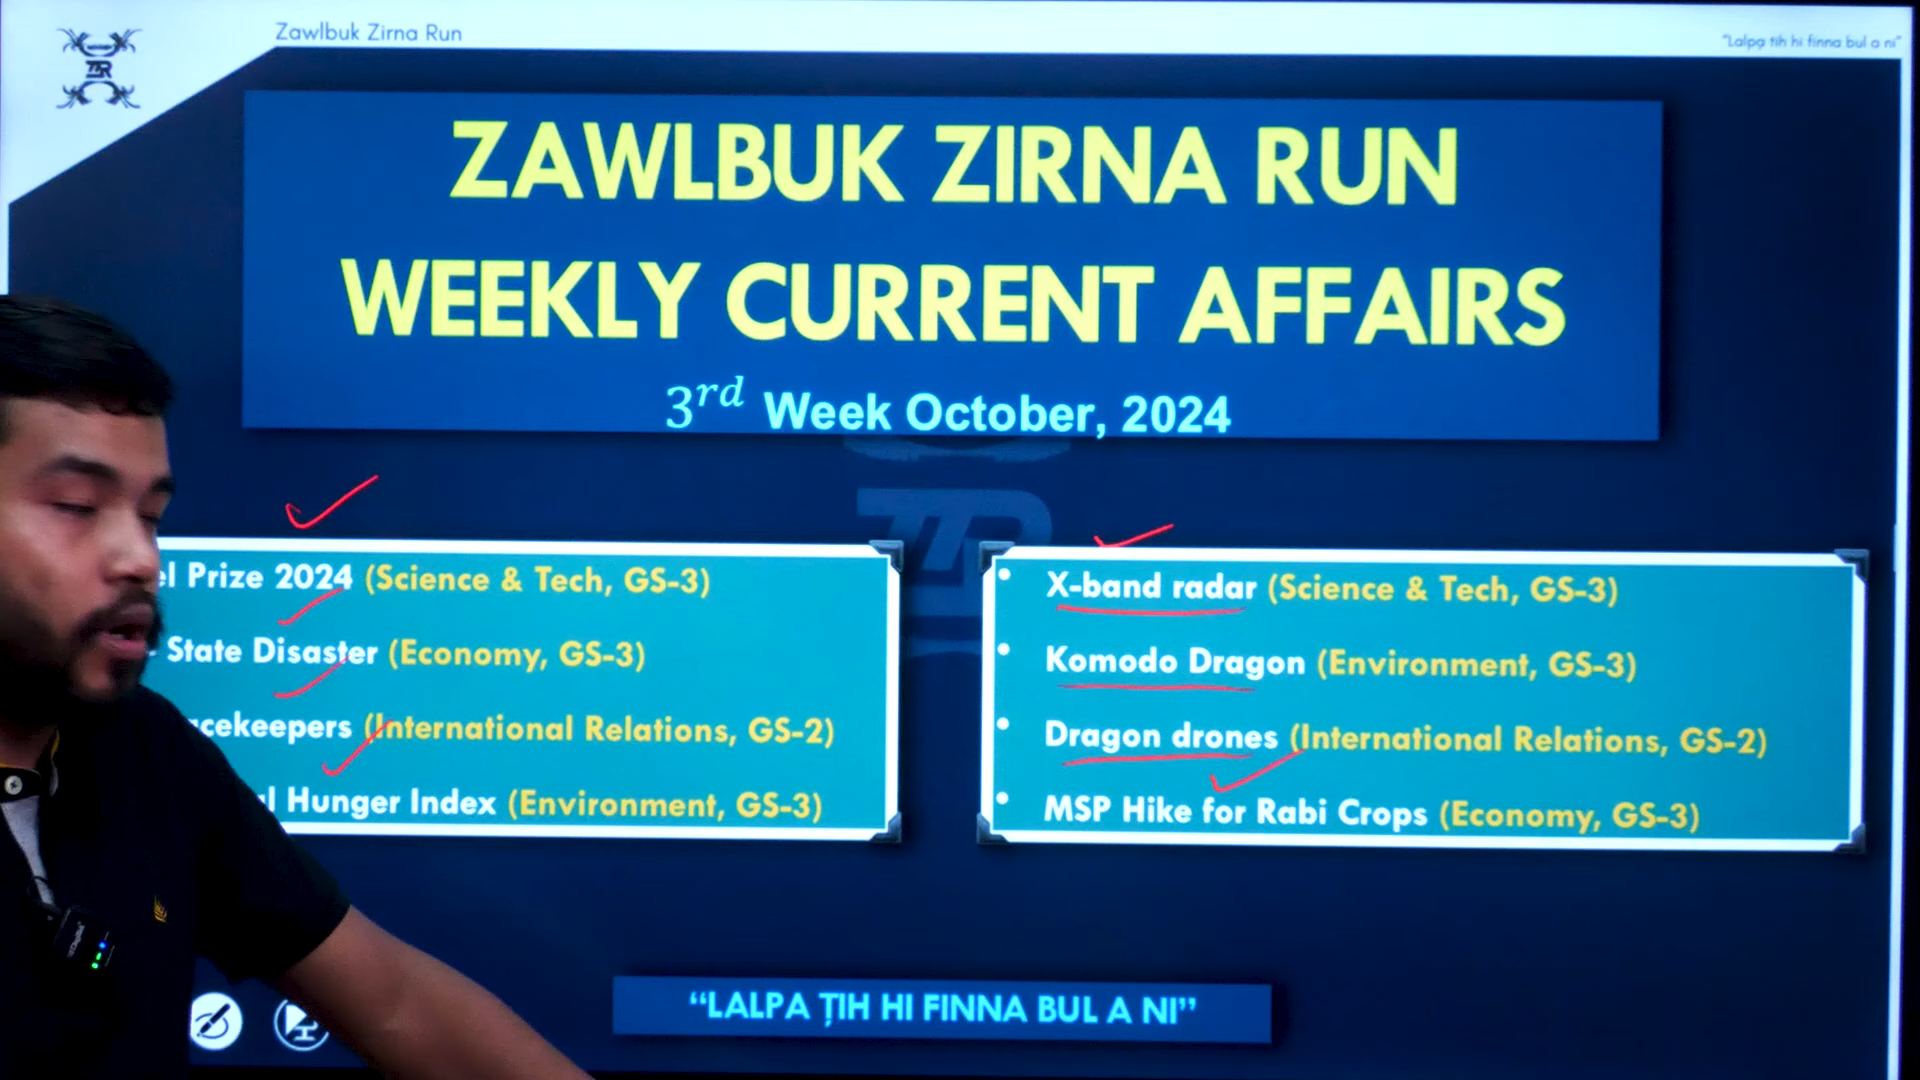 Zawlbuk Zirna Run
"Lalpa tih hi finna bul a ni"
ZAWLBUK ZIRNA RUN
WEEKLY CURRENT AFFAIRS
3rd Week October, 2024
Prize 2024 (Science & Tech, GS-3)
State Disaster (Economy, GS-3)
(International Relations, GS-2)
Hunger Index (Environment, GS-3)
• X-band radar (Science & Tech, GS-3)
• Komodo Dragon (Environment, GS-3)
• Dragon drones (International Relations, GS-2)
• MSP Hike for Rabi Crops (Economy, GS-3)
“LALPA ṬIH HI FINNA BUL A NI”